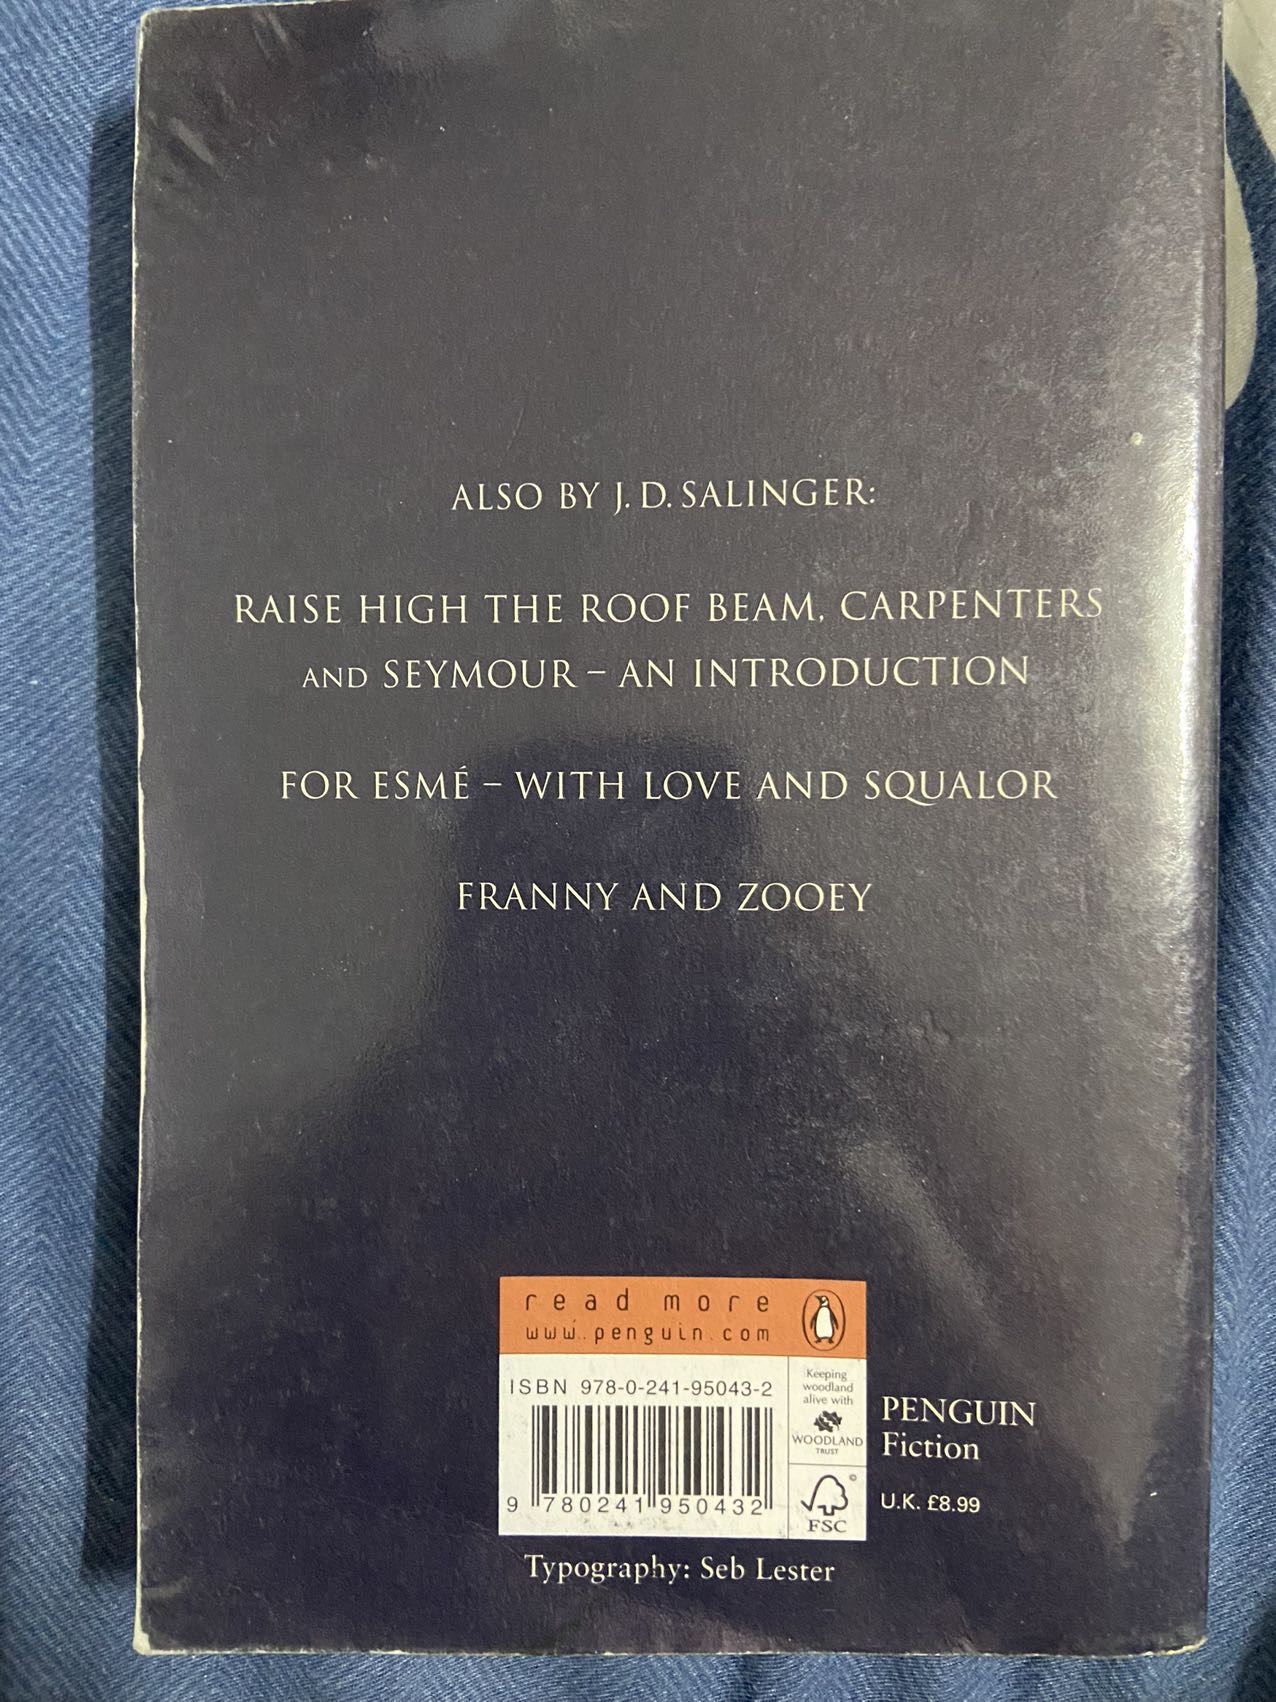 ALSO BY J. D. SALINGER:
RAISE HIGH THE ROOF BEAM, CARPENTERS
AND SEYMOUR – AN INTRODUCTION
FOR ESMÉ – WITH LOVE AND SQUALOR
FRANNY AND ZOOEY
read more
www.penguin.com
ISBN 978-0-241-95043-2
9 780241 950432
Keeping
woodland
alive with
WOODLAND
TRUST
FSC
PENGUIN
Fiction
U.K. £8.99
Typography: Seb Lester